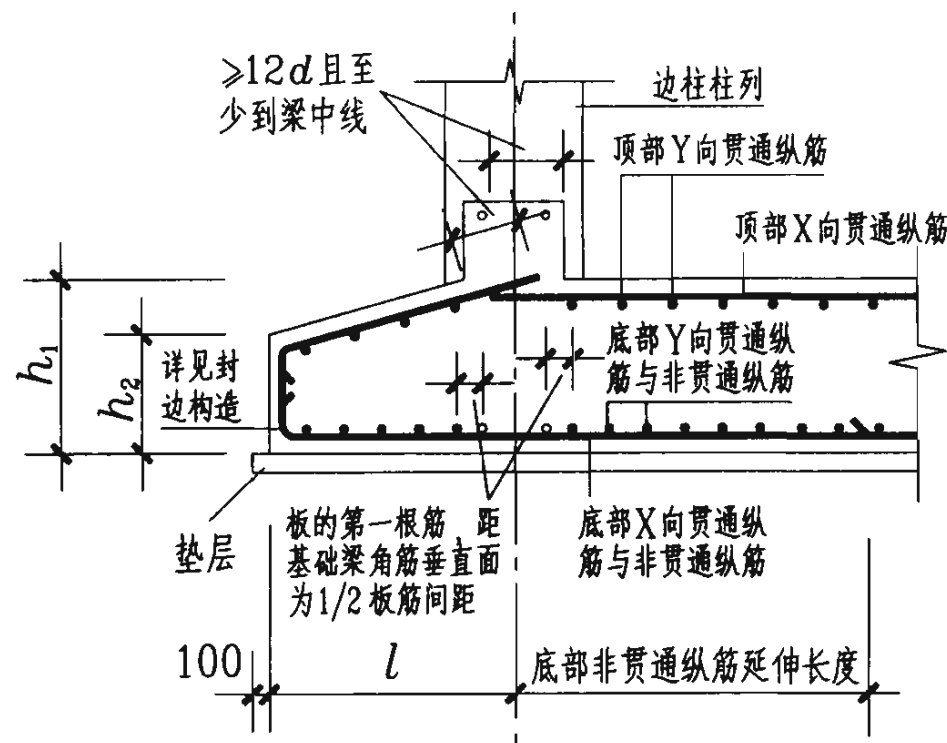 ≥12d且至
少到梁中线
边柱柱列
顶部Y向贯通纵筋
顶部X向贯通纵筋
h₁
h₂
详见封
边构造
底部Y向贯通纵
筋与非贯通纵筋
垫层
板的第一根筋 距
基础梁角筋垂直面
为1/2板筋间距
底部X向贯通纵
筋与非贯通纵筋
100
l
底部非贯通纵筋延伸长度